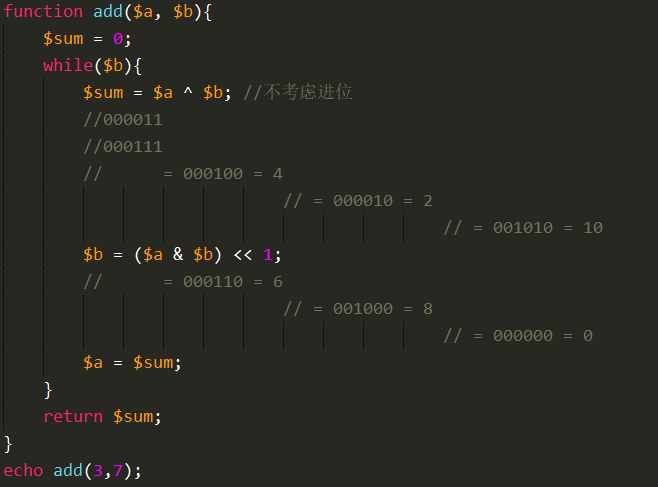 function add($a, $b){
    $sum = 0;
    while($b){
        $sum = $a ^ $b; //不考虑进位
        //000011
        //000111
        //      = 000100 = 4
                            // = 000010 = 2
                                            // = 001010 = 10
        $b = ($a & $b) << 1;
        //      = 000110 = 6
                            // = 001000 = 8
                                            // = 000000 = 0
        $a = $sum;
    }
    return $sum;
}
echo add(3,7);